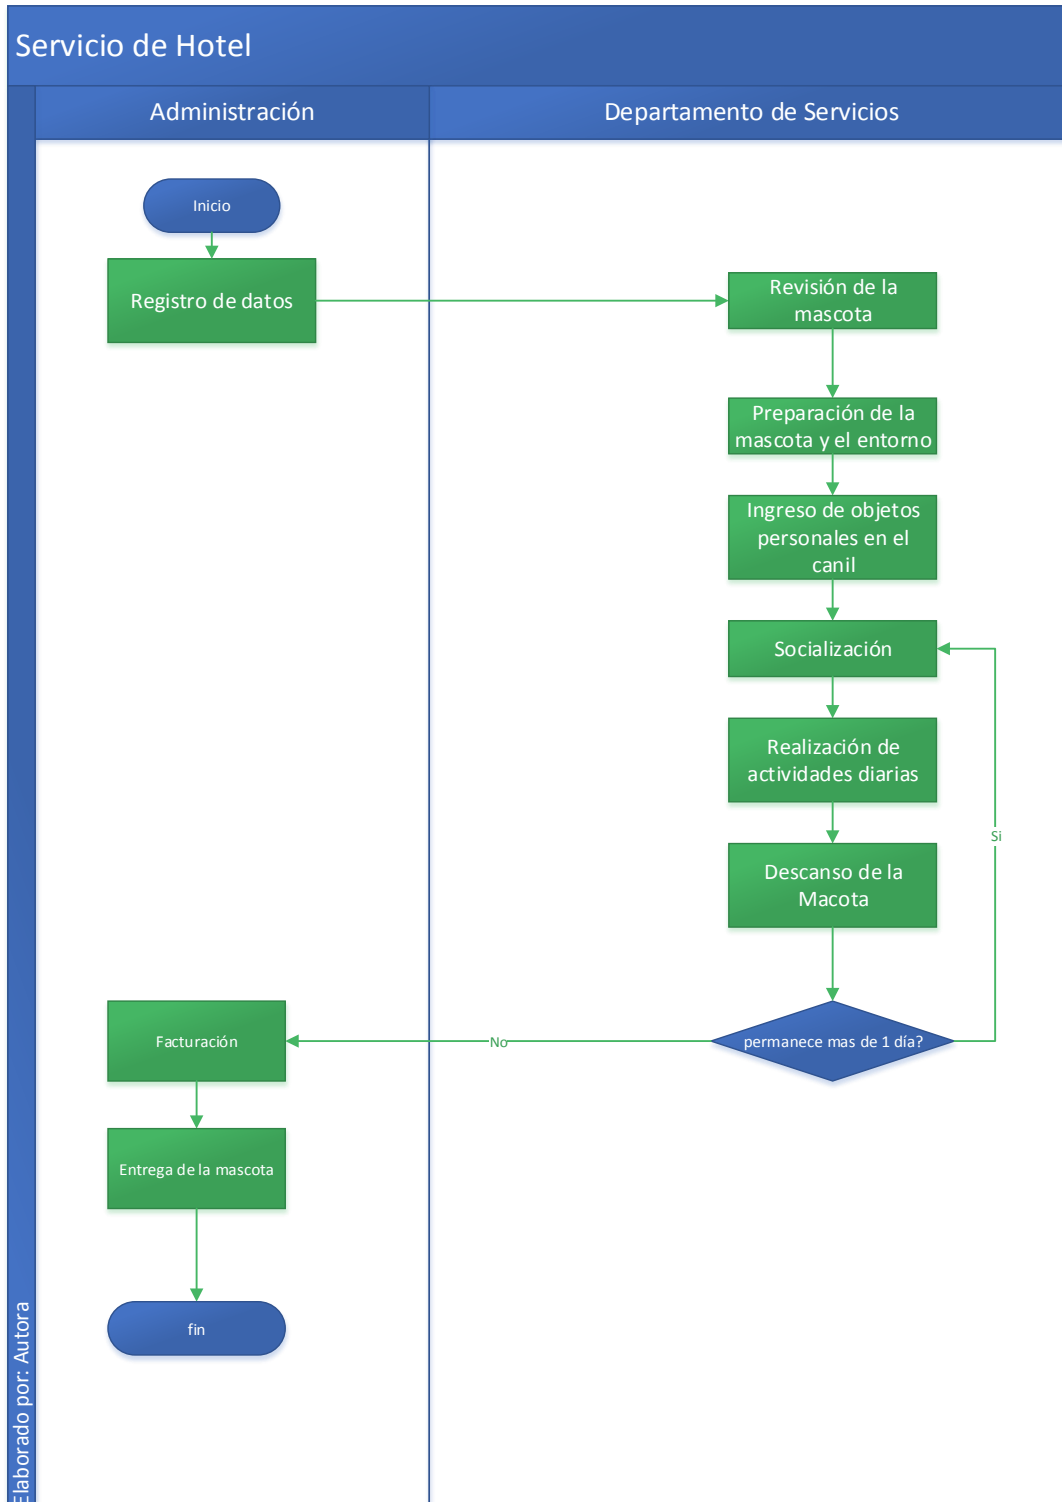 Servicio de Hotel
Administración
Departamento de Servicios
Inicio
Registro de datos
Revisión de la
mascota
Preparación de la
mascota y el entorno
Ingreso de objetos
personales en el
canil
Socialización
Realización de
actividades diarias
Si
Descanso de la
Macota
permanece mas de 1 día?
No
Facturación
Entrega de la mascota
fin
Elaborado por: Autora